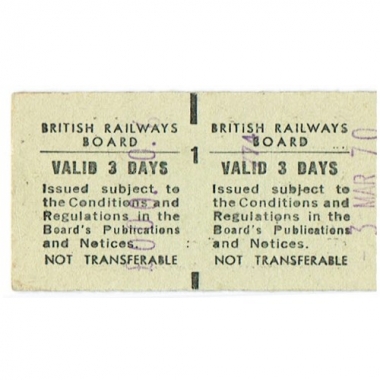 BRITISH RAILWAYS
BOARD
VALID 3 DAYS
Issued subject to
the Conditions and
Regulations in the
Board's Publications
and Notices.
NOT TRANSFERABLE
1
BRITISH RAILWAYS
BOARD
VALID 3 DAYS
Issued subject to
the Conditions and
Regulations in the
Board's Publications
and Notices.
NOT TRANSFERABLE
3 MAR 70